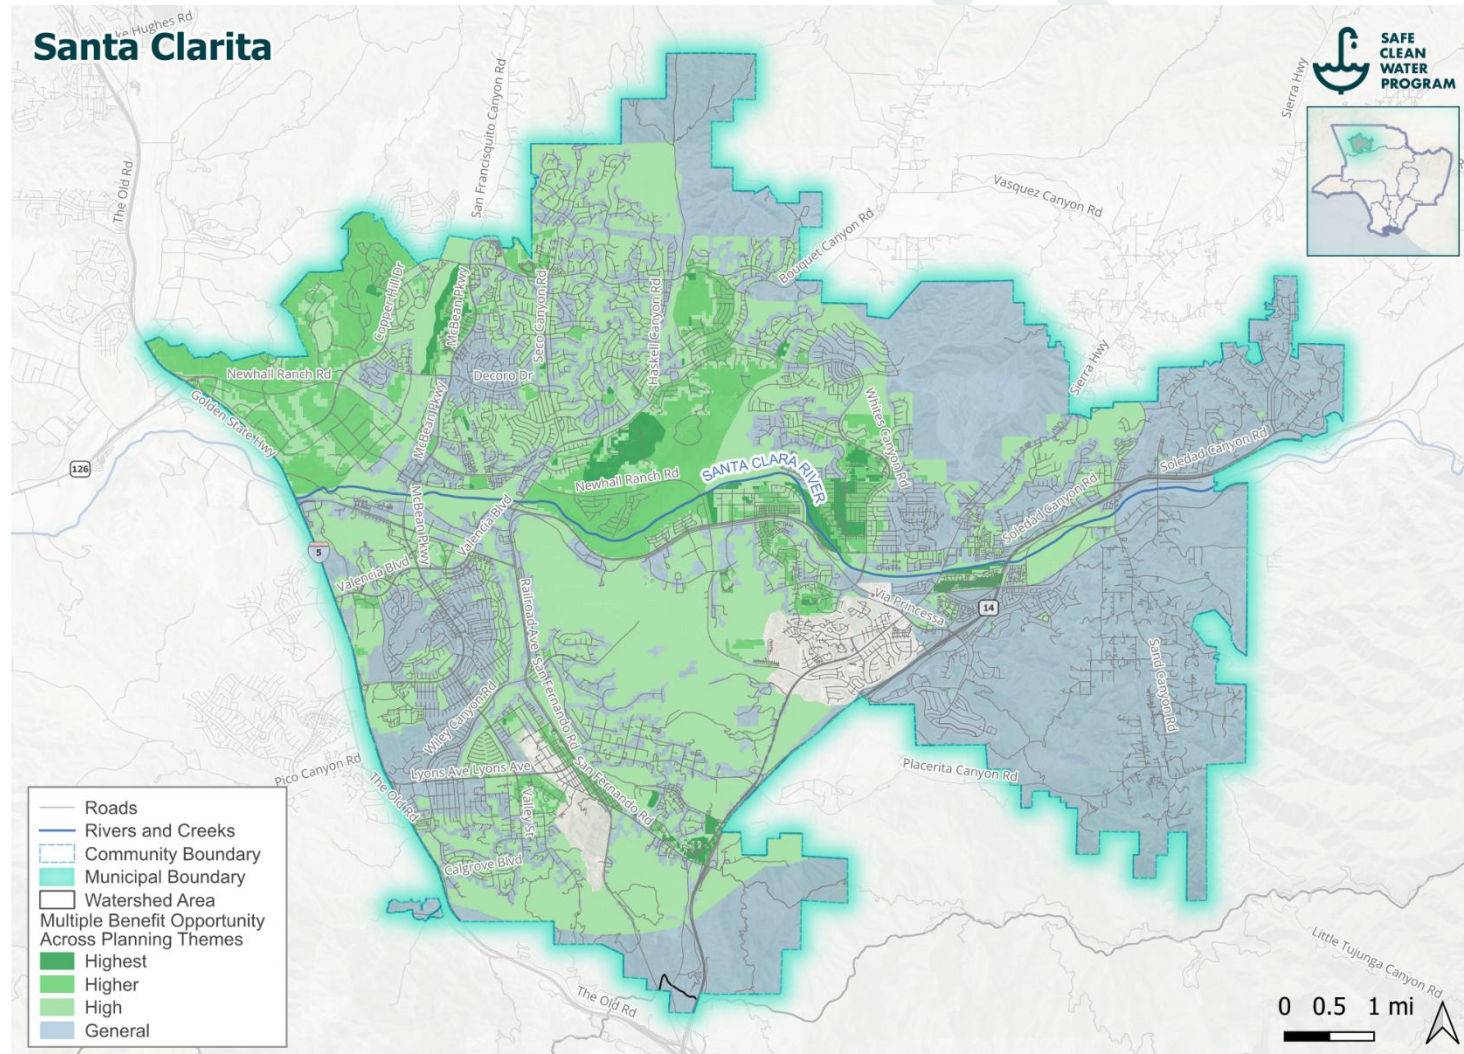 Santa Clarita
ke Hughes Rd
SAFE
CLEAN
WATER
PROGRAM
San Francisquito Canyon Rd
Sierra Hwy
The Old Rd
Vasquez Canyon Rd
Bouquet Canyon Rd
Copper Hill Dr
McBean Pkwy
Seco Canyon Rd
Haskell Canyon Rd
Newhall Ranch Rd
Decoro Dr
Sierra Hwy
Golden State Hwy
McBean Pkwy
Whites Canyon Rd
126
Newhall Ranch Rd
SANTA CLARA RIVER
Soledad Canyon Rd
McBean Pkwy
Valencia Blvd
Soledad Canyon Rd
5
Valencia Blvd
Railroad Ave
Via Princessa
14
Sand Canyon Rd
San Fernando Rd
Wiley Canyon Rd
Pico Canyon Rd
The Old Rd
Lyons Ave Lyons Ave
San Fernando Rd
Placerita Canyon Rd
Valley St
Calgrove Blvd
Little Tujunga Canyon Rd
The Old Rd
Roads
Rivers and Creeks
Community Boundary
Municipal Boundary
Watershed Area
Multiple Benefit Opportunity
Across Planning Themes
Highest
Higher
High
General
0 0.5 1 mi